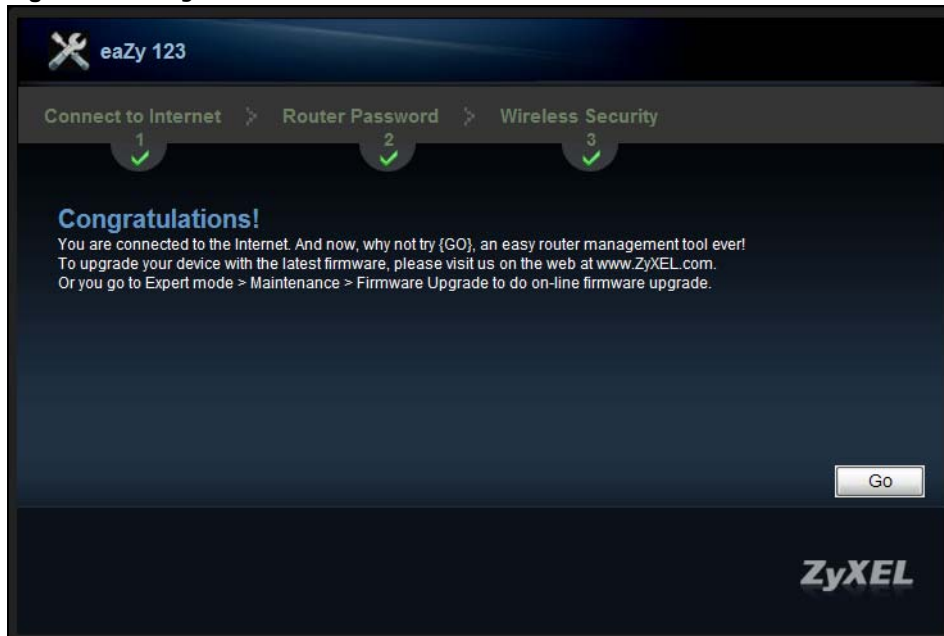 eaZy 123
Connect to Internet > Router Password > Wireless Security
1 2 3
Congratulations!
You are connected to the Internet. And now, why not try {GO}, an easy router management tool ever!
To upgrade your device with the latest firmware, please visit us on the web at www.ZyXEL.com.
Or you go to Expert mode > Maintenance > Firmware Upgrade to do on-line firmware upgrade.
Go
ZyXEL